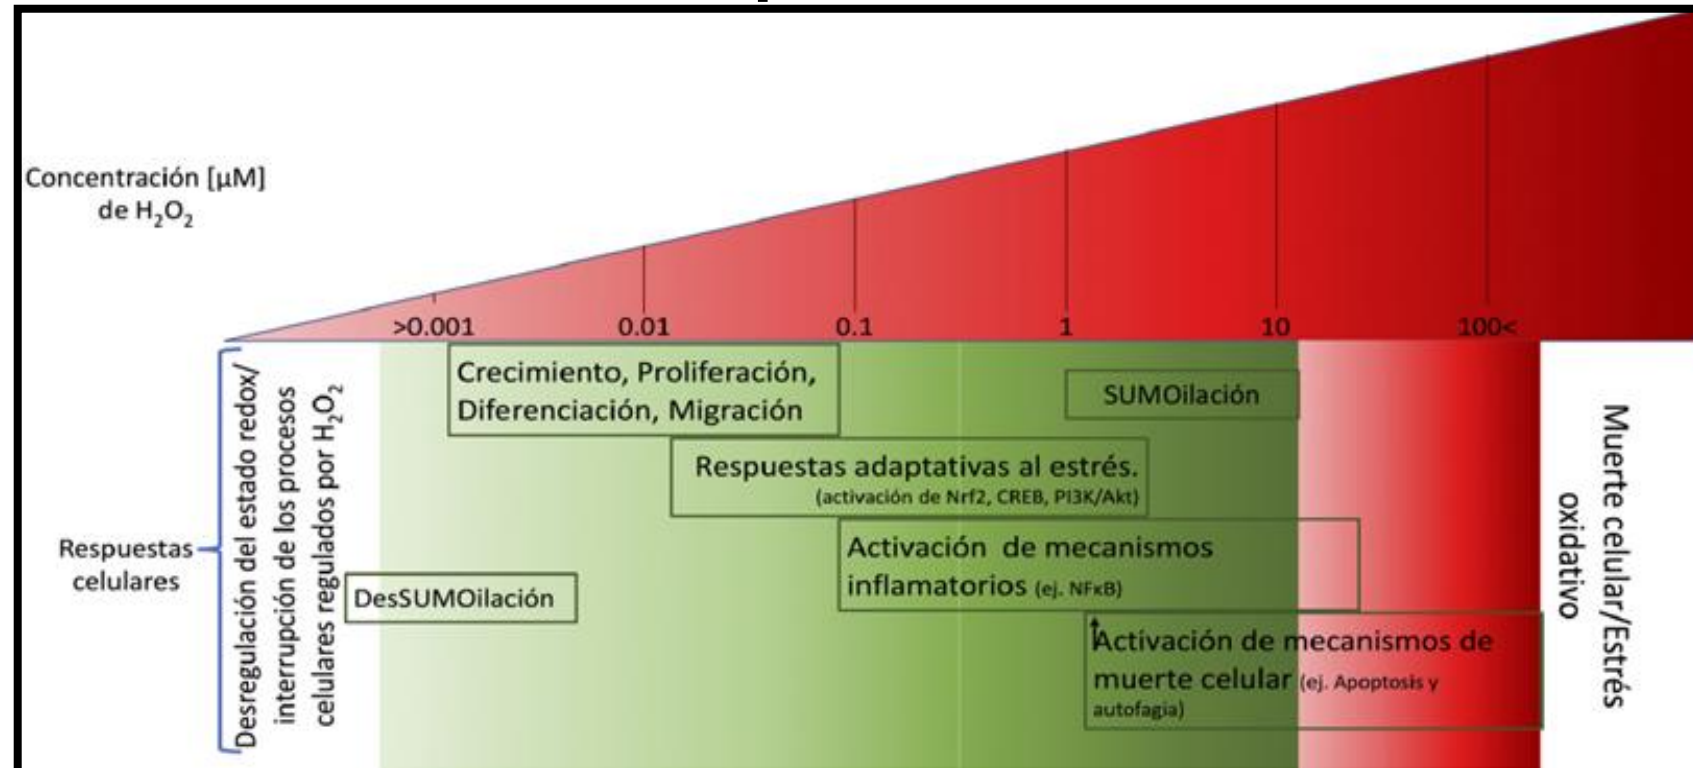 Concentración [µM]
de H₂O₂
>0.001
0.01
0.1
1
10
100<
Respuestas
celulares
Desregulación del estado redox/
interrupción de los procesos
celulares regulados por H₂O₂
Crecimiento, Proliferación,
Diferenciación, Migración
SUMOilación
Respuestas adaptativas al estrés.
(activación de Nrf2, CREB, PI3K/Akt)
Activación de mecanismos
inflamatorios (ej. NFκB)
DesSUMOilación
Activación de mecanismos de
muerte celular (ej. Apoptosis y
autofagia)
Muerte celular/Estrés
oxidativo